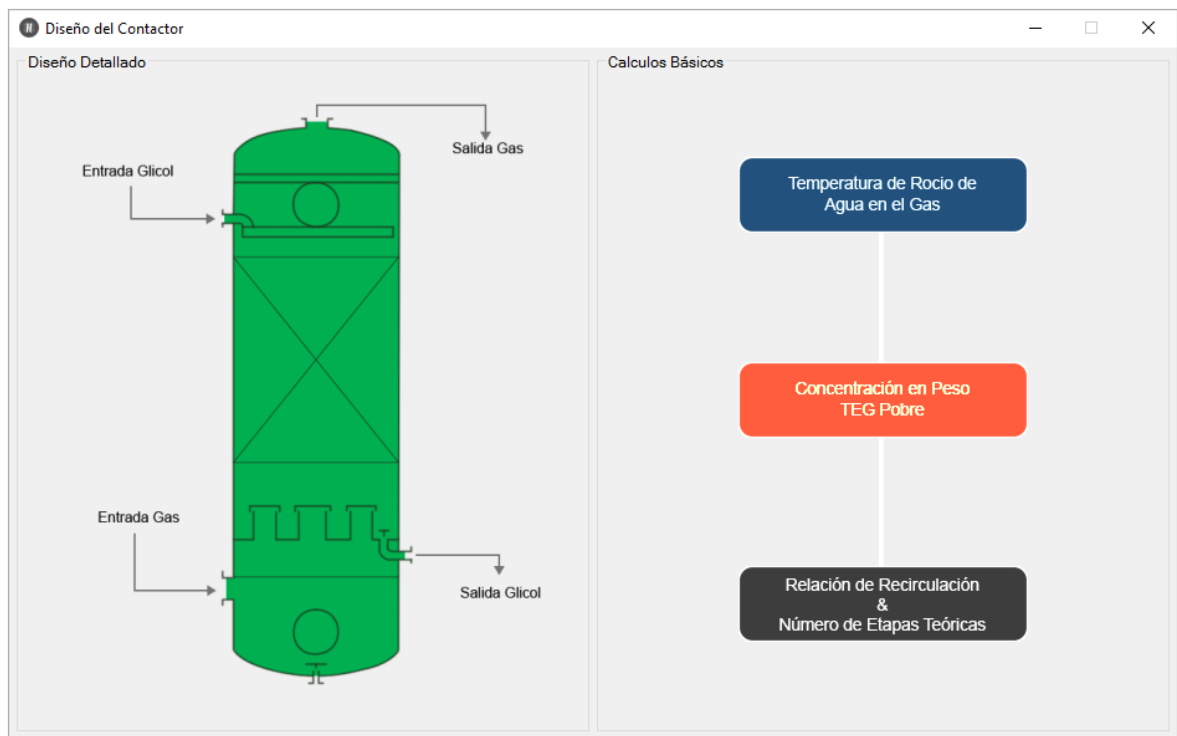 Diseño del Contactor
Diseño Detallado
Salida Gas
Entrada Glicol
Entrada Gas
Salida Glicol
Calculos Básicos
Temperatura de Rocio de
Agua en el Gas
Concentración en Peso
TEG Pobre
Relación de Recirculación
&
Número de Etapas Teóricas